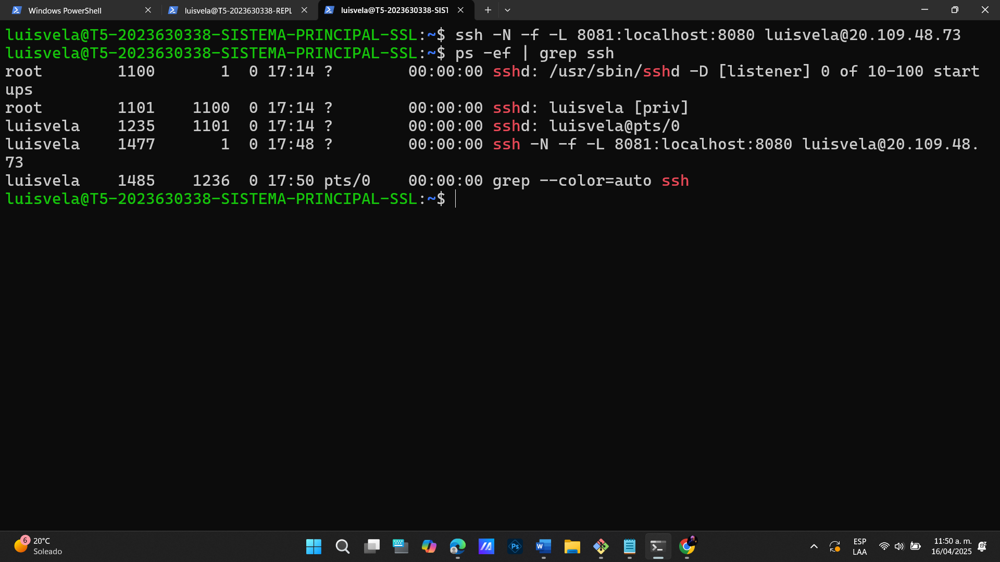 Windows PowerShell
luisvela@T5-2023630338-REPL
luisvela@T5-2023630338-SIST
luisvela@T5-2023630338-SISTEMA-PRINCIPAL-SSL:~$ ssh -N -f -L 8081:localhost:8080 luisvela@20.109.48.73
luisvela@T5-2023630338-SISTEMA-PRINCIPAL-SSL:~$ ps -ef | grep ssh
root        1100       1  0 17:14 ?        00:00:00 sshd: /usr/sbin/sshd -D [listener] 0 of 10-100 start
ups
root        1101    1100  0 17:14 ?        00:00:00 sshd: luisvela [priv]
luisvela    1235    1101  0 17:14 ?        00:00:00 sshd: luisvela@pts/0
luisvela    1477       1  0 17:48 ?        00:00:00 ssh -N -f -L 8081:localhost:8080 luisvela@20.109.48.
73
luisvela    1485    1236  0 17:50 pts/0    00:00:00 grep --color=auto ssh
luisvela@T5-2023630338-SISTEMA-PRINCIPAL-SSL:~$
6
20°C
Soleado
Ps
W
ESP
LAA
11:50 a. m.
16/04/2025